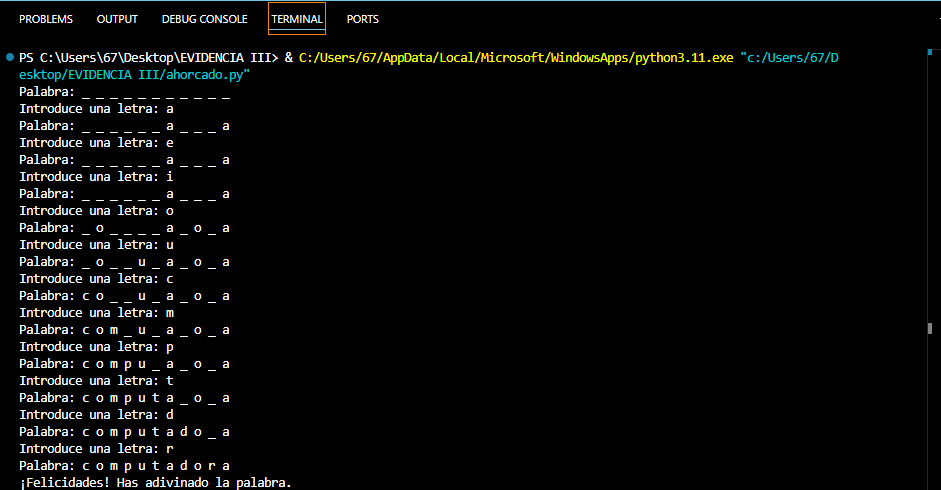 PROBLEMS OUTPUT DEBUG CONSOLE TERMINAL PORTS
PS C:\Users\67\Desktop\EVIDENCIA III> & C:/Users/67/AppData/Local/Microsoft/WindowsApps/python3.11.exe "c:/Users/67/D
esktop/EVIDENCIA III/ahorcado.py"
Palabra: _ _ _ _ _ _ _ _ _ _ _
Introduce una letra: a
Palabra: _ _ _ _ _ _ a _ _ _ a
Introduce una letra: e
Palabra: _ _ _ _ _ _ a _ _ _ a
Introduce una letra: i
Palabra: _ _ _ _ _ _ a _ _ _ a
Introduce una letra: o
Palabra: _ o _ _ _ _ a _ o _ a
Introduce una letra: u
Palabra: _ o _ _ u _ a _ o _ a
Introduce una letra: c
Palabra: c o _ _ u _ a _ o _ a
Introduce una letra: m
Palabra: c o m _ u _ a _ o _ a
Introduce una letra: p
Palabra: c o m p u _ a _ o _ a
Introduce una letra: t
Palabra: c o m p u t a _ o _ a
Introduce una letra: d
Palabra: c o m p u t a d o _ a
Introduce una letra: r
Palabra: c o m p u t a d o r a
¡Felicidades! Has adivinado la palabra.